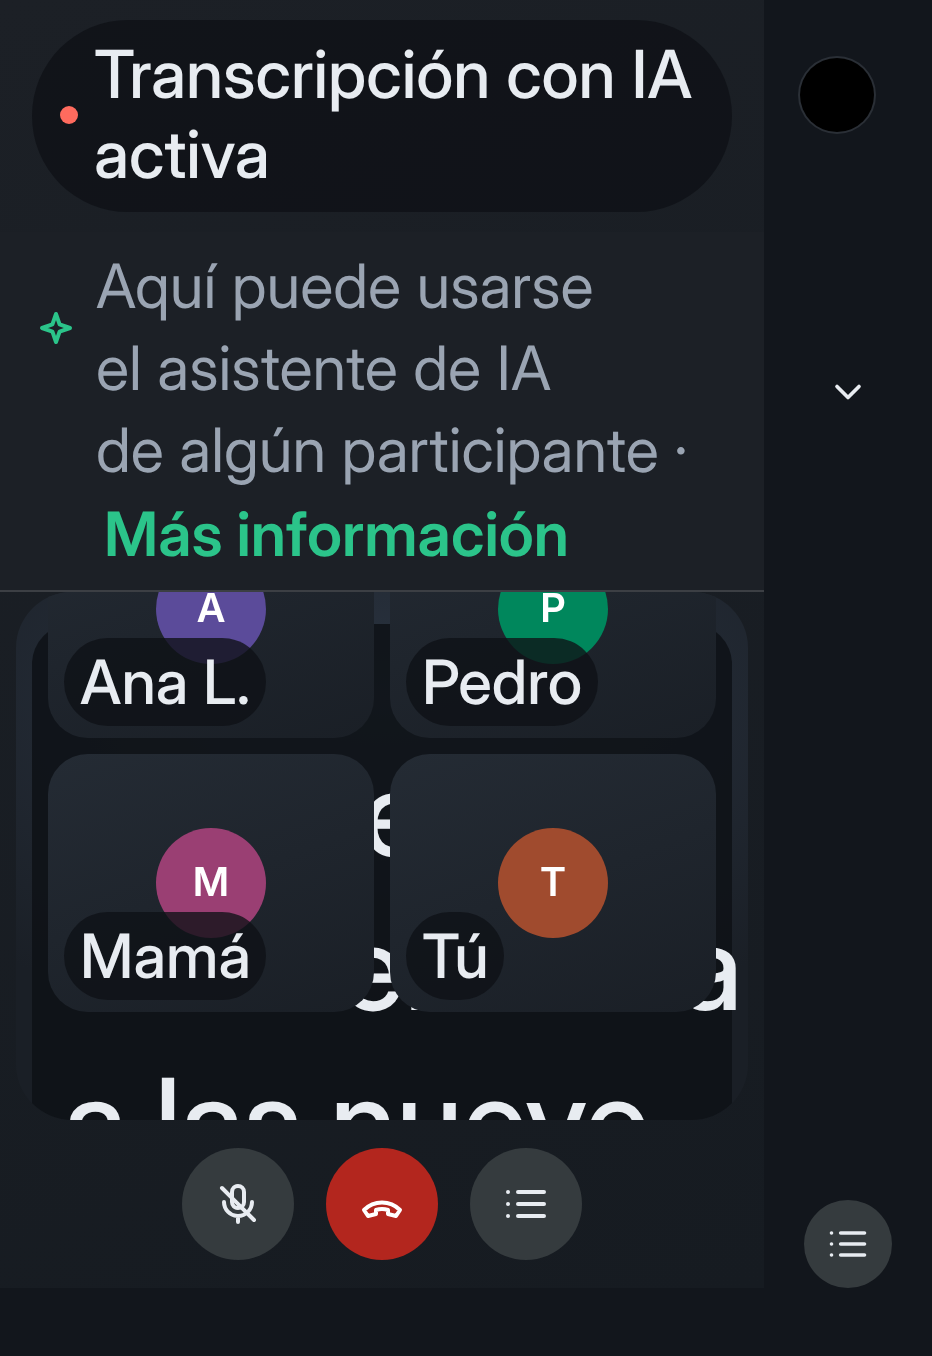 Transcripción con IA
activa
Aquí puede usarse
el asistente de IA
de algún participante ·
Más información
A
P
Ana L.
Pedro
M
T
Mamá
Tú